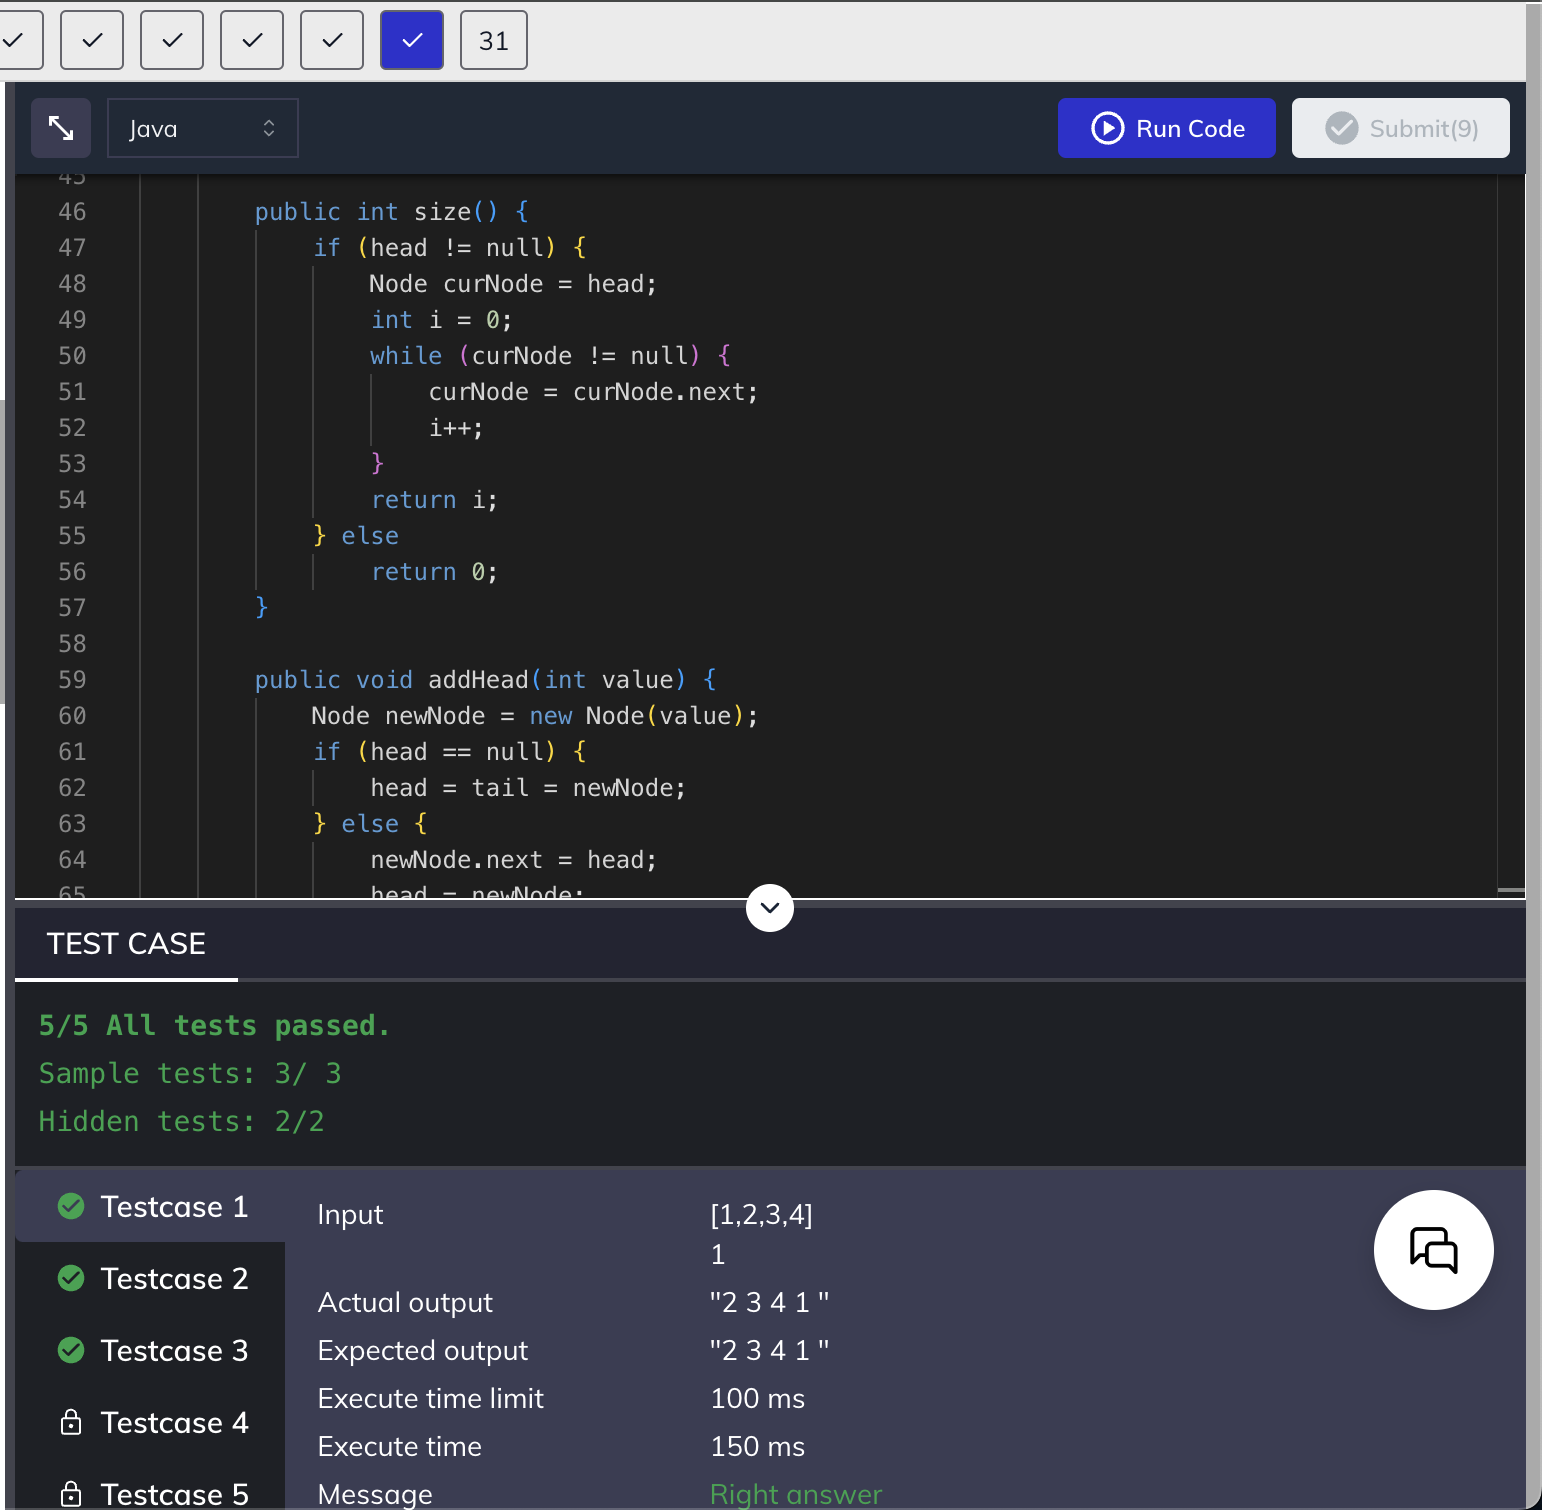 31
Java
Run Code
Submit(9)
45
46 public int size() {
47 if (head != null) {
48 Node curNode = head;
49 int i = 0;
50 while (curNode != null) {
51 curNode = curNode.next;
52 i++;
53 }
54 return i;
55 } else
56 return 0;
57 }
58
59 public void addHead(int value) {
60 Node newNode = new Node(value);
61 if (head == null) {
62 head = tail = newNode;
63 } else {
64 newNode.next = head;
65 head = newNode;
TEST CASE
5/5 All tests passed.
Sample tests: 3/ 3
Hidden tests: 2/2
Testcase 1
Testcase 2
Testcase 3
Testcase 4
Testcase 5
Input [1,2,3,4]
1
Actual output "2 3 4 1 "
Expected output "2 3 4 1 "
Execute time limit 100 ms
Execute time 150 ms
Message Right answer